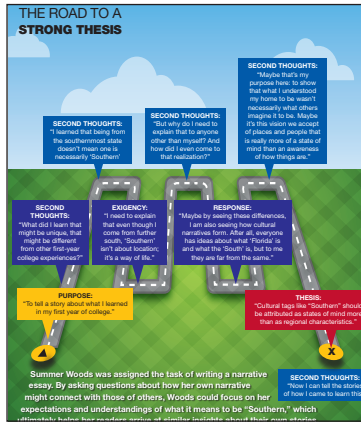 THE ROAD TO A
STRONG THESIS
SECOND THOUGHTS:
"Maybe that's my
purpose here: to show
that what I understood
my home to be wasn't
necessarily what others
imagine it to be. Maybe
it's this vision we accept
of places and people that
is really more of a state of
mind than an awareness
of how things are."
SECOND THOUGHTS:
"But why do I need to
explain that to anyone
other than myself? And
how did I even come to
that realization?"
SECOND THOUGHTS:
"I learned that being from
the southernmost state
doesn't mean one is
necessarily 'Southern'
SECOND
THOUGHTS:
"What did I learn that
might be unique, that
might be different
from other first-year
college experiences?"
EXIGENCY:
"I need to explain
that even though I
come from further
south, 'Southern'
isn't about location;
it's a way of life."
RESPONSE:
"Maybe by seeing these differences,
I am also seeing how cultural
narratives form. After all, everyone
has ideas about what 'Florida' is
and what the 'South' is, but to me
they are far from the same."
PURPOSE:
"To tell a story about what I learned
in my first year of college."
THESIS:
"Cultural tags like "Southern" should
be attributed as states of mind more
than as regional characteristics."
X
SECOND THOUGHTS:
"Now I can tell the stories
of how I came to learn this
Summer Woods was assigned the task of writing a narrative
essay. By asking questions about how her own narrative
might connect with those of others, Woods could focus on her
expectations and understandings of what it means to be "Southern," which
ultimately helps her readers arrive at similar insights about their own stories